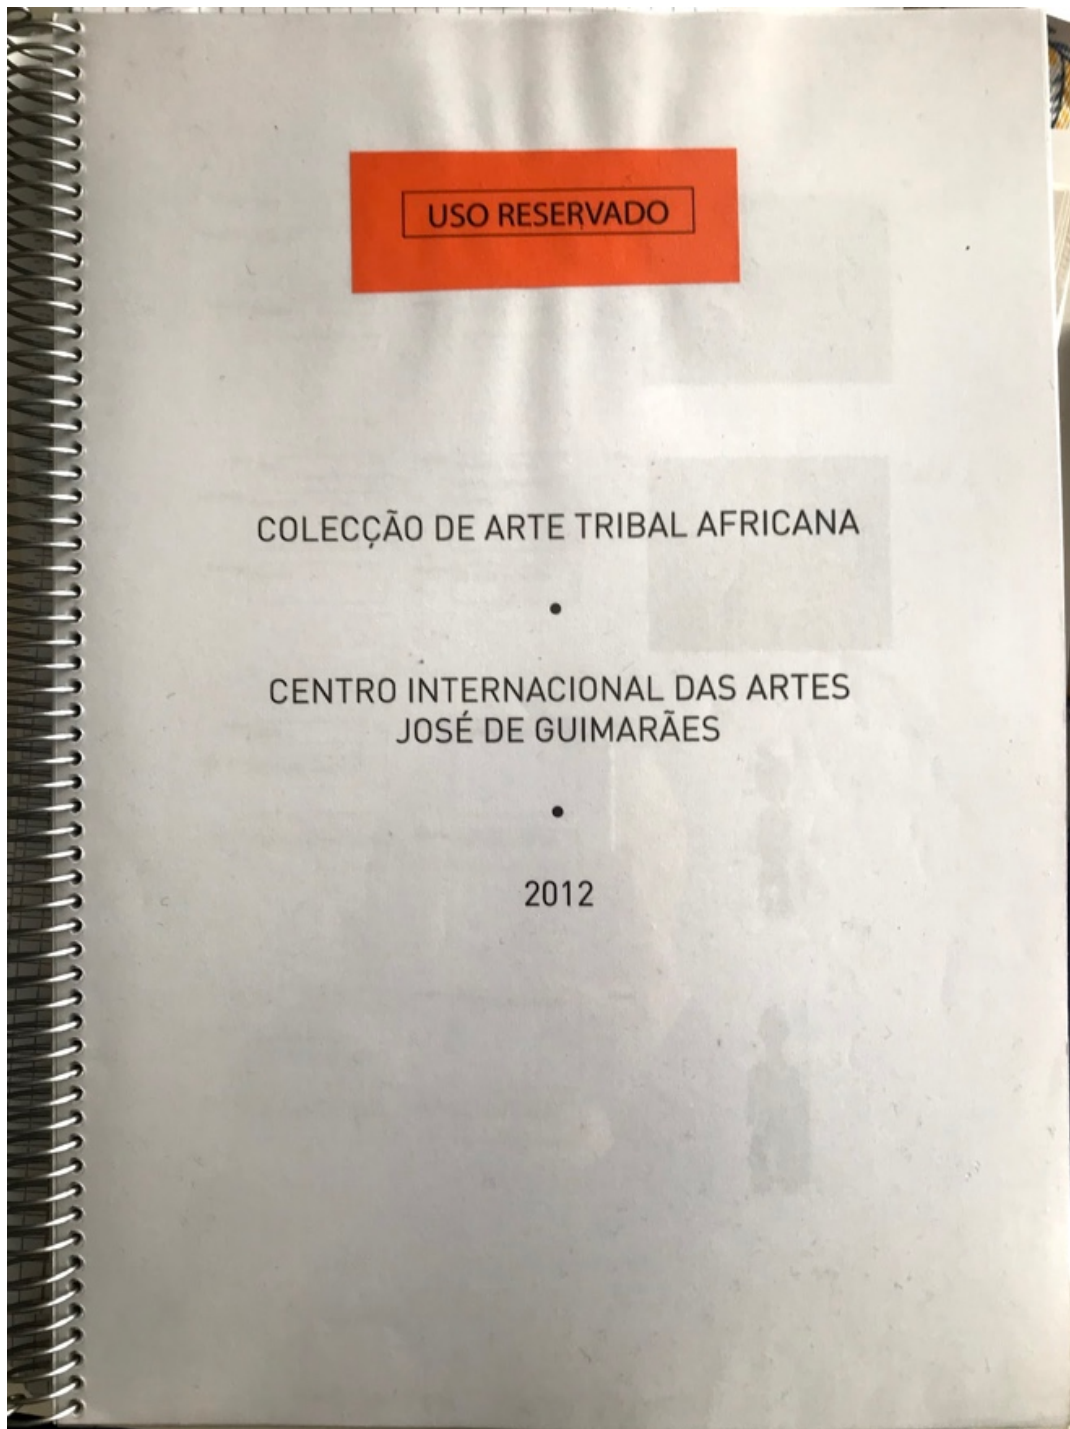 USO RESERVADO
COLECÇÃO DE ARTE TRIBAL AFRICANA
•
CENTRO INTERNACIONAL DAS ARTES
JOSÉ DE GUIMARÃES
•
2012